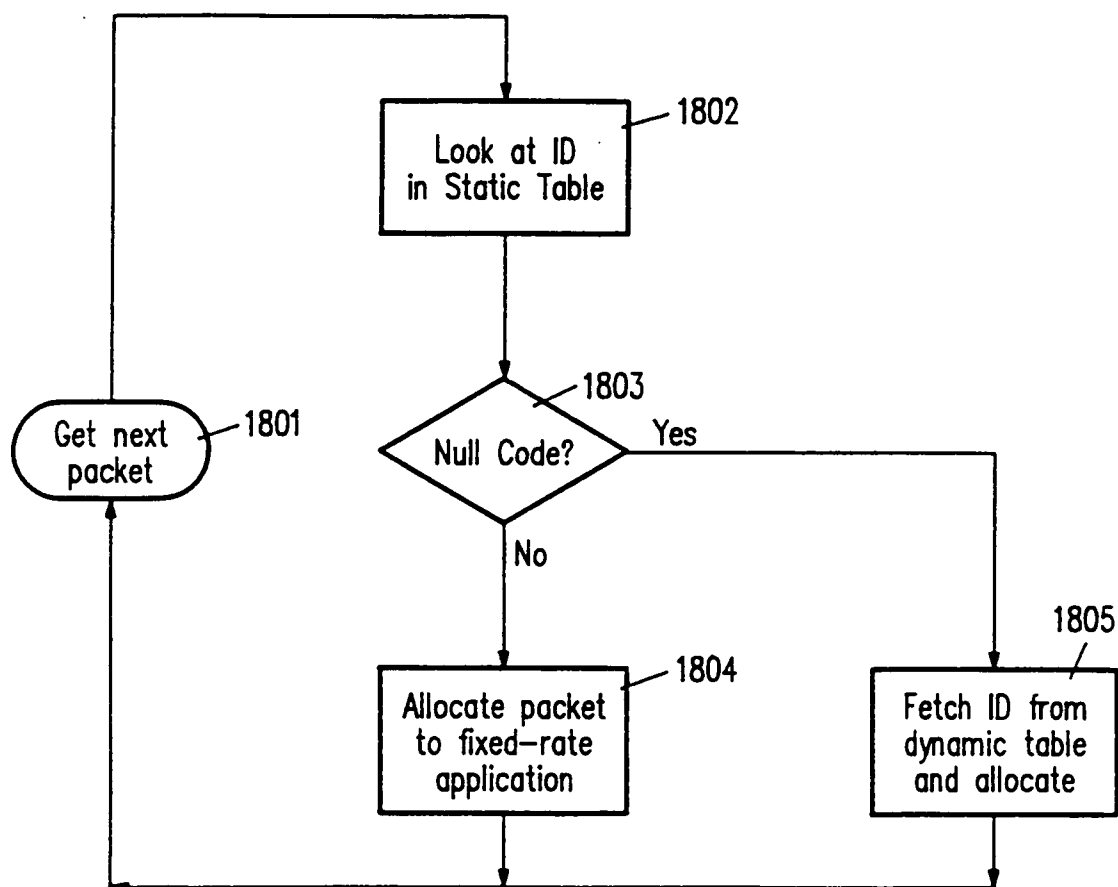 1802
Look at ID
in Static Table
1803
Null Code?
Yes
No
Get next
packet
1801
1804
Allocate packet
to fixed-rate
application
1805
Fetch ID from
dynamic table
and allocate